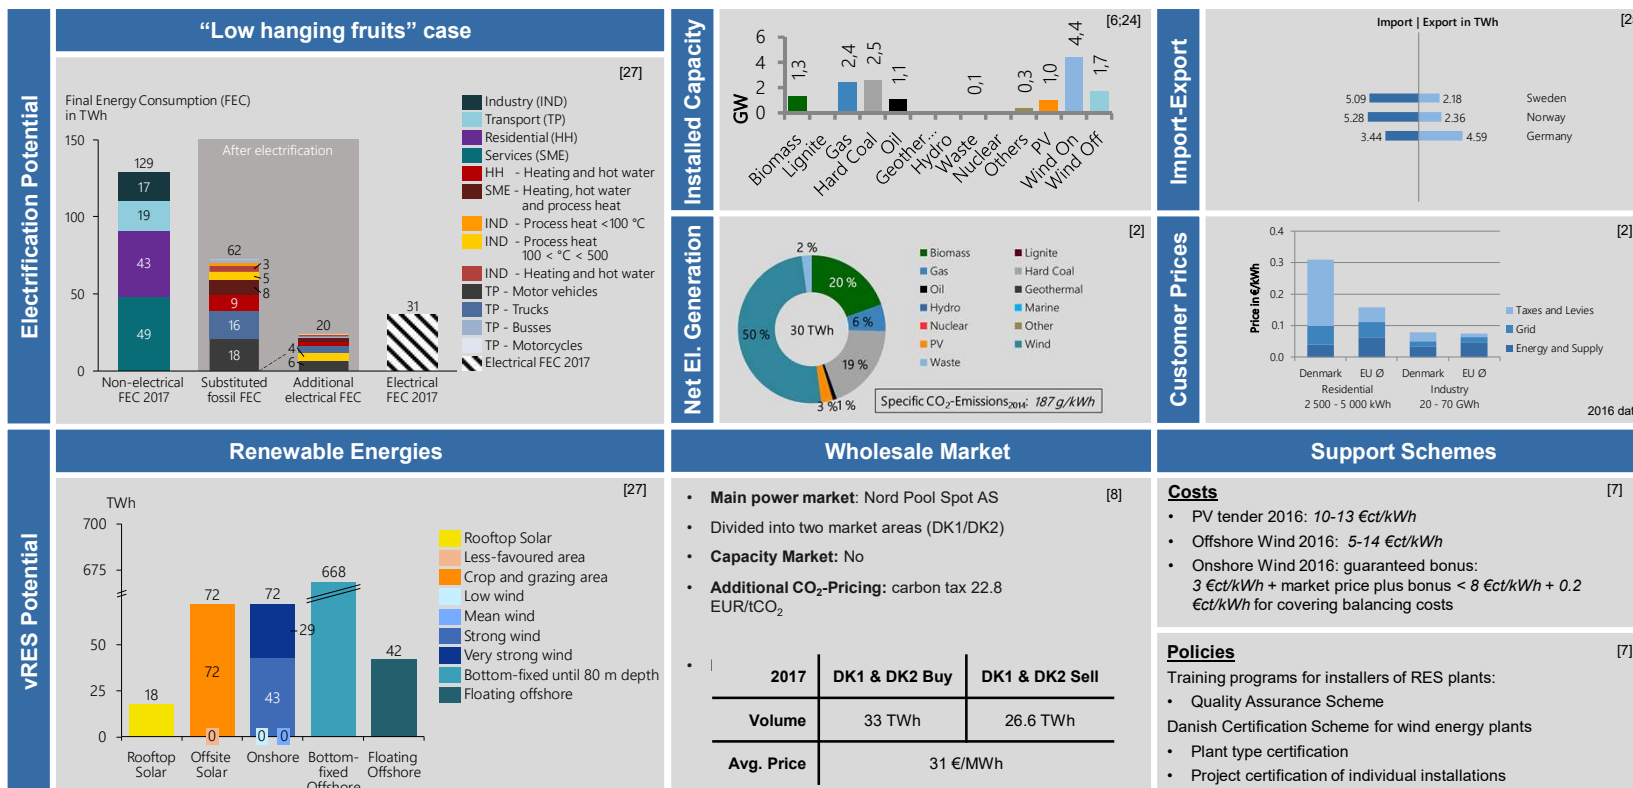 Electrification Potential
“Low hanging fruits” case
[27]
Final Energy Consumption (FEC)
in TWh
150
100
50
0
After electrification
129
17
19
43
49
62
3
5
8
9
16
18
20
4
6
31
Non-electrical
FEC 2017
Substituted
fossil FEC
Additional
electrical FEC
Electrical
FEC 2017
Industry (IND)
Transport (TP)
Residential (HH)
Services (SME)
HH - Heating and hot water
SME - Heating, hot water
and process heat
IND - Process heat <100 °C
IND - Process heat
100 < °C < 500
IND - Heating and hot water
TP - Motor vehicles
TP - Trucks
TP - Busses
TP - Motorcycles
Electrical FEC 2017
Installed Capacity
[6;24]
GW
6
4
2
0
1,3
2,4
2,5
1,1
0,1
0,3
1,0
4,4
1,7
Biomass
Lignite
Gas
Hard Coal
Oil
Geother...
Hydro
Waste
Nuclear
Others
PV
Wind On
Wind Off
Import-Export
Import | Export in TWh
[2
5.09 2.18 Sweden
5.28 2.36 Norway
3.44 4.59 Germany
Net El. Generation
[2]
2 %
20 %
6 %
19 %
1 %
3 %
50 %
30 TWh
Biomass
Gas
Oil
Hydro
Nuclear
PV
Waste
Lignite
Hard Coal
Geothermal
Marine
Other
Wind
Specific CO2-Emissions2014: 187 g/kWh
Customer Prices
[2]
Price in €/kWh
0.4
0.3
0.2
0.1
0.0
Denmark EU Ø Denmark EU Ø
Residential Industry
2 500 - 5 000 kWh 20 - 70 GWh
Taxes and Levies
Grid
Energy and Supply
2016 dat
vRES Potential
Renewable Energies
[27]
TWh
700
675
50
25
0
18
72
72
0
72
29
43
0
0
668
42
Rooftop
Solar
Offsite
Solar
Onshore
Bottom-
fixed
Offshore
Floating
Offshore
Rooftop Solar
Less-favoured area
Crop and grazing area
Low wind
Mean wind
Strong wind
Very strong wind
Bottom-fixed until 80 m depth
Floating offshore
Wholesale Market
[8]
• Main power market: Nord Pool Spot AS
• Divided into two market areas (DK1/DK2)
• Capacity Market: No
• Additional CO2-Pricing: carbon tax 22.8
EUR/tCO2
•
2017 DK1 & DK2 Buy DK1 & DK2 Sell
Volume 33 TWh 26.6 TWh
Avg. Price 31 €/MWh
Support Schemes
Costs
[7]
• PV tender 2016: 10-13 €ct/kWh
• Offshore Wind 2016: 5-14 €ct/kWh
• Onshore Wind 2016: guaranteed bonus:
3 €ct/kWh + market price plus bonus < 8 €ct/kWh + 0.2
€ct/kWh for covering balancing costs
Policies
[7]
Training programs for installers of RES plants:
• Quality Assurance Scheme
Danish Certification Scheme for wind energy plants
• Plant type certification
• Project certification of individual installations